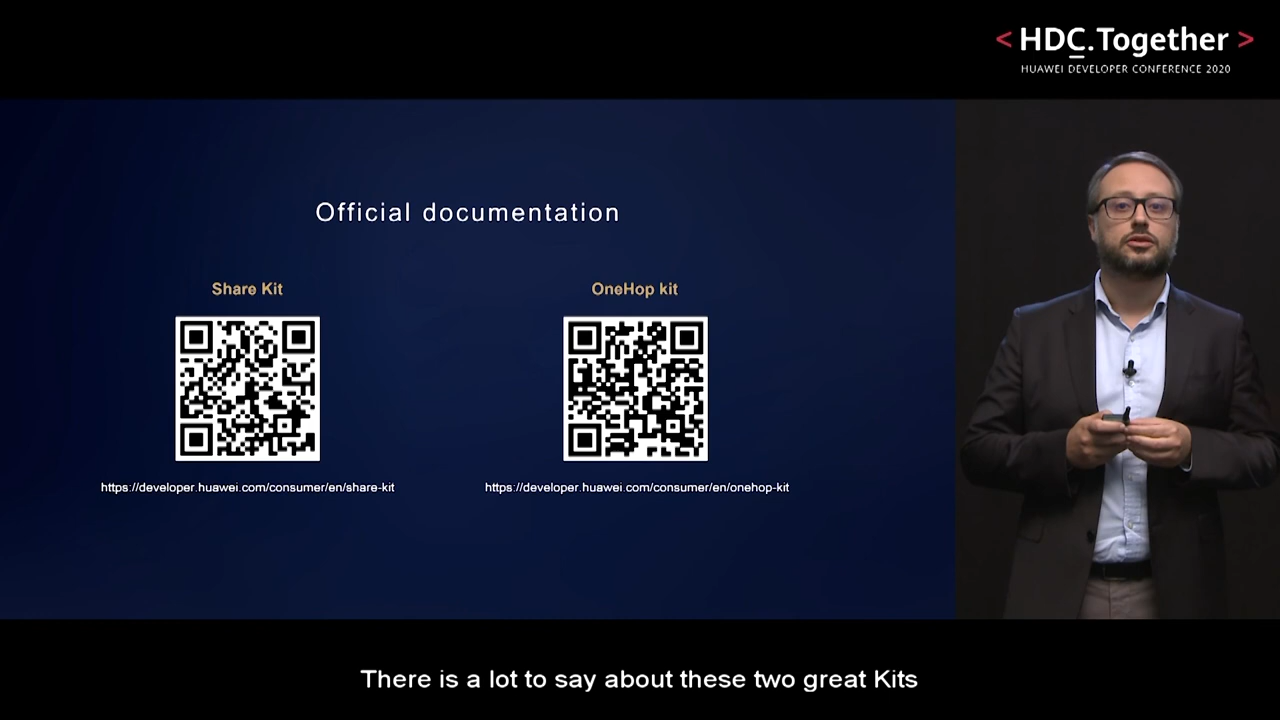 < HDC.Together >
HUAWEI DEVELOPER CONFERENCE 2020
Official documentation
Share Kit
OneHop kit
https://developer.huawei.com/consumer/en/share-kit
https://developer.huawei.com/consumer/en/onehop-kit
There is a lot to say about these two great Kits